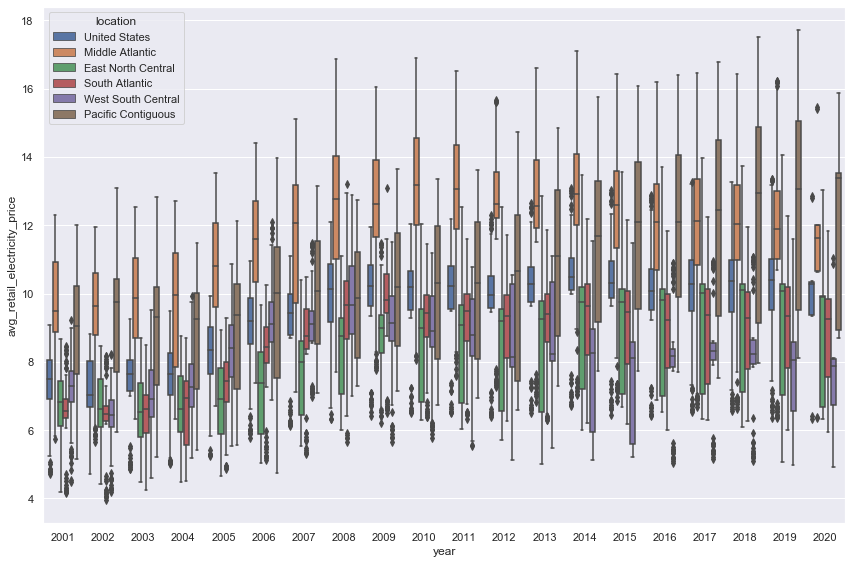 location
United States
Middle Atlantic
East North Central
South Atlantic
West South Central
Pacific Contiguous
18
16
14
12
10
8
6
4
avg_retail_electricity_price
2001 2002 2003 2004 2005 2006 2007 2008 2009 2010 2011 2012 2013 2014 2015 2016 2017 2018 2019 2020
year